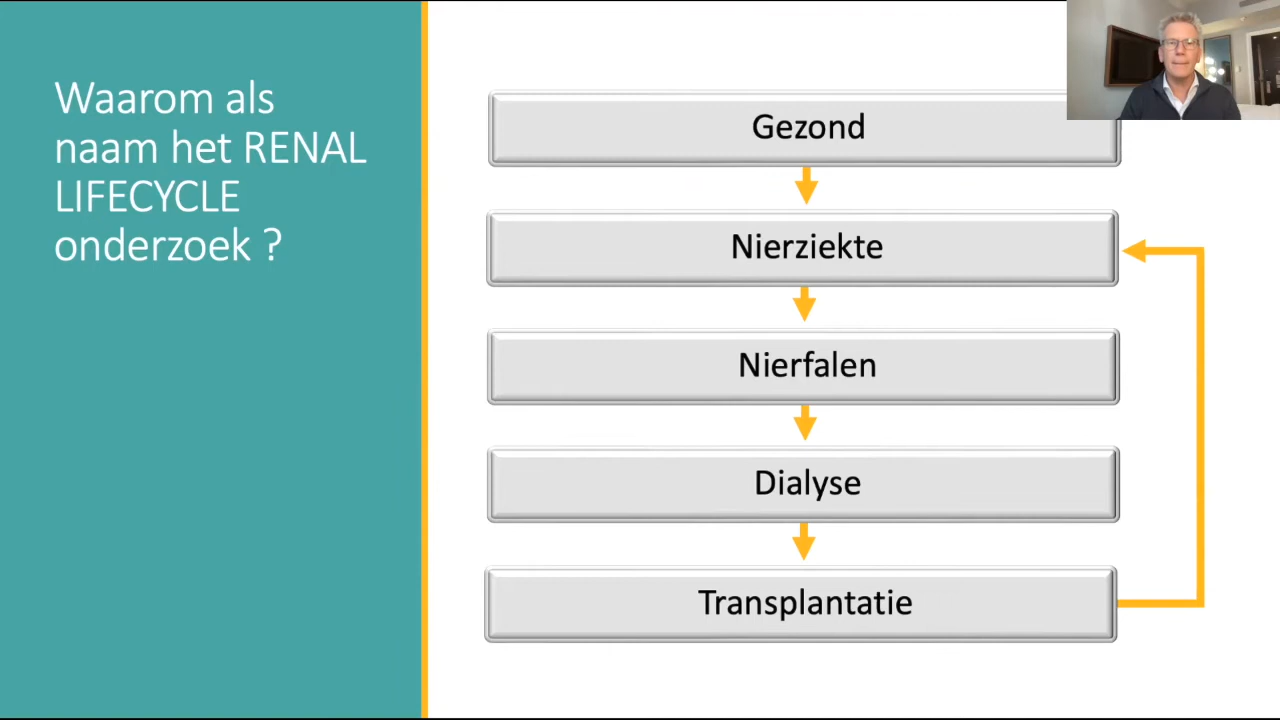 Waarom als
naam het RENAL
LIFECYCLE
onderzoek ?
Gezond
Nierziekte
Nierfalen
Dialyse
Transplantatie